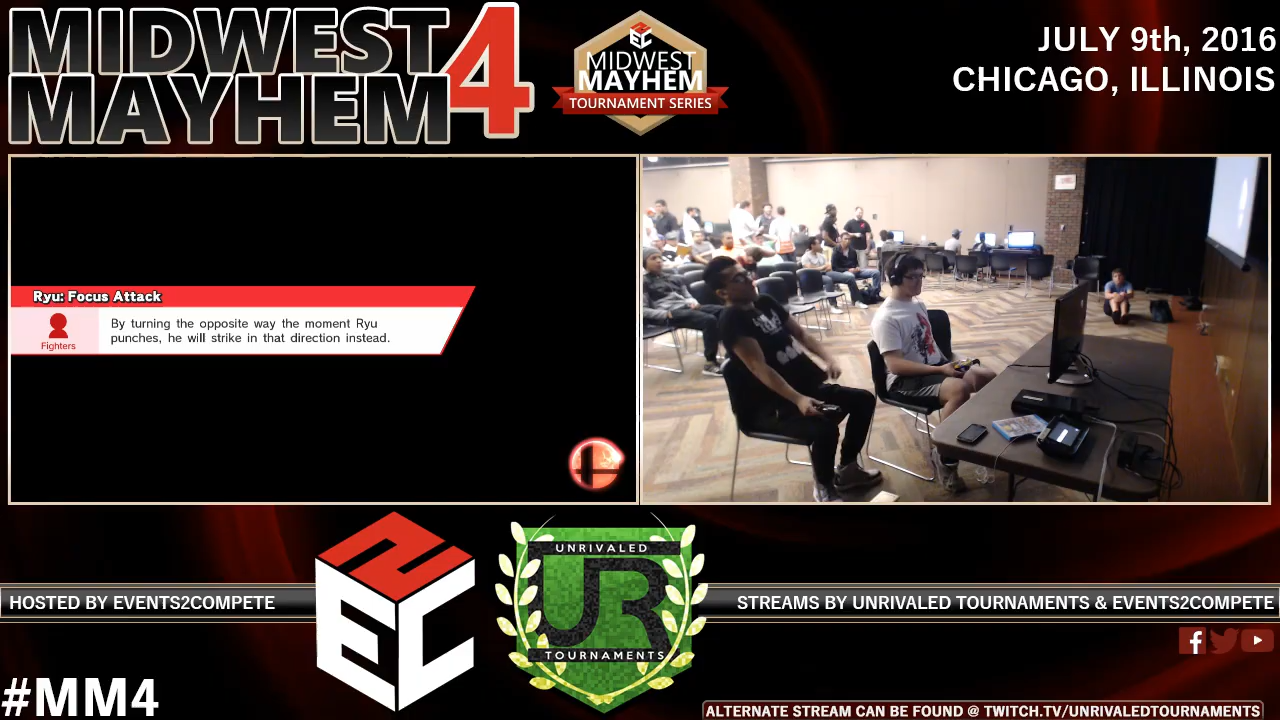 MIDWEST
MAYHEM 4
MIDWEST
MAYHEM
TOURNAMENT SERIES
JULY 9th, 2016
CHICAGO, ILLINOIS
Ryu: Focus Attack
Fighters
By turning the opposite way the moment Ryu
punches, he will strike in that direction instead.
HOSTED BY EVENTS2COMPETE
E2C
UNRIVALED
UR
TOURNAMENTS
STREAMS BY UNRIVALED TOURNAMENTS & EVENTS2COMPETE
#MM4
ALTERNATE STREAM CAN BE FOUND @ TWITCH.TV/UNRIVALEDTOURNAMENTS